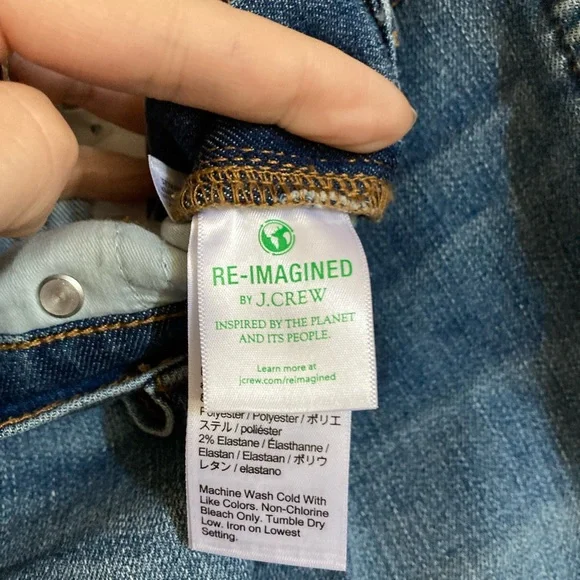 RE-IMAGINED
BY J.CREW
INSPIRED BY THE PLANET
AND ITS PEOPLE.
Learn more at
jcrew.com/reimagined
Polyester / Polyester / ポリエ
ステル / poliéster
2% Elastane / Élasthanne /
Elastan / Elastaan / ポリウ
レタン / elastano
Machine Wash Cold With
Like Colors. Non-Chlorine
Bleach Only. Tumble Dry
Low. Iron on Lowest
Setting.